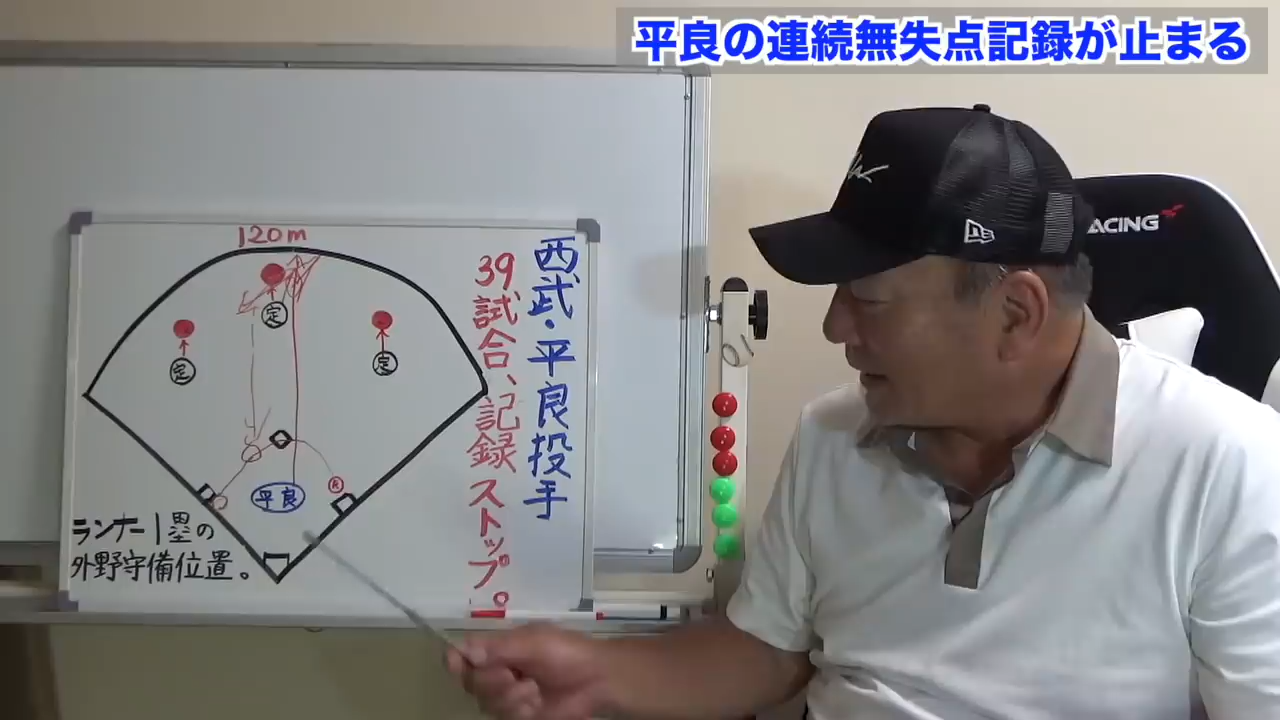 平良の連続無失点記録が止まる
西武・平良投手
39試合、記録ストップ。
120m
定
定
定
平良
R
ランナー1塁の
外野守備位置。
ACING